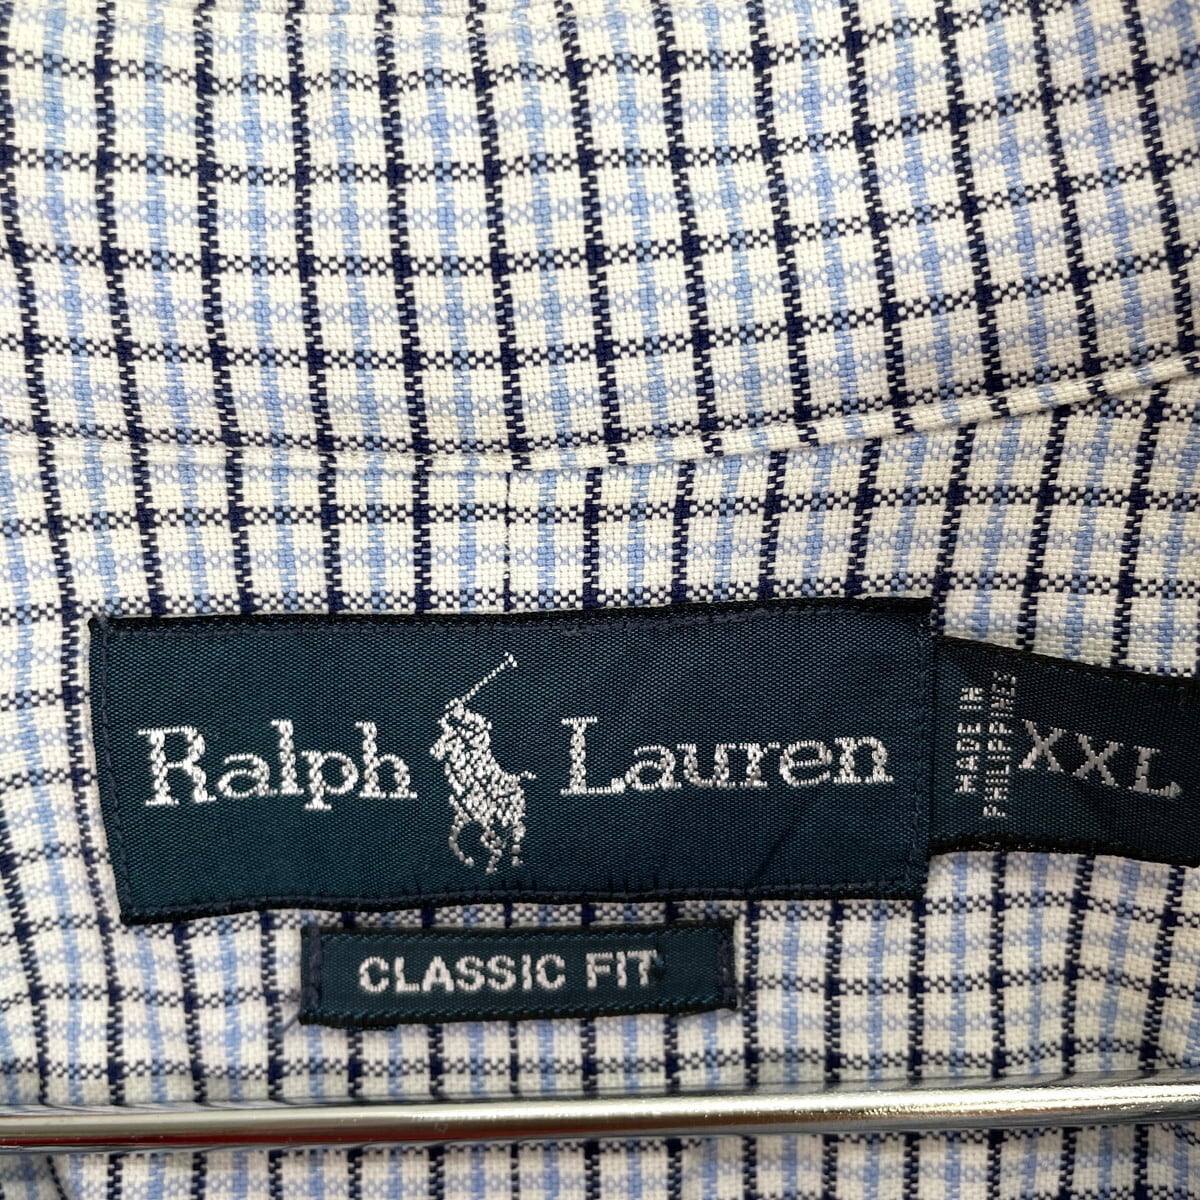 Ralph Lauren
MADE IN
PHILIPPINES
XXL
CLASSIC FIT